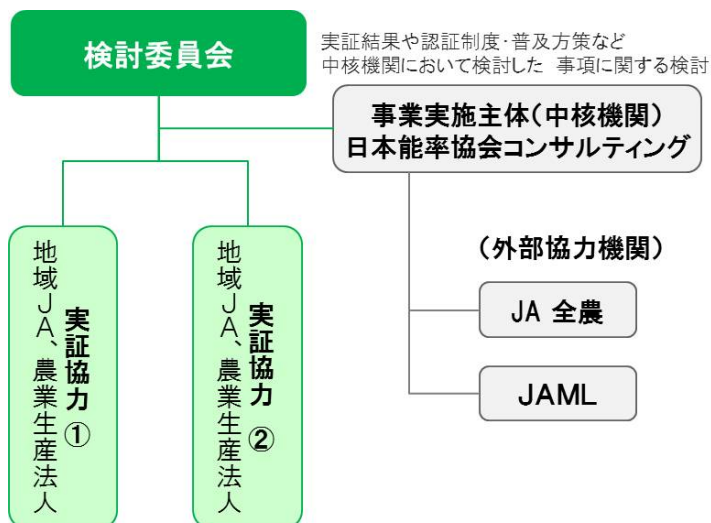 検討委員会
実証結果や認証制度・普及方策など
中核機関において検討した 事項に関する検討
事業実施主体(中核機関)
日本能率協会コンサルティング
(外部協力機関)
JA 全農
JAML
実証協力①
地域JA、農業生産法人
実証協力②
地域JA、農業生産法人